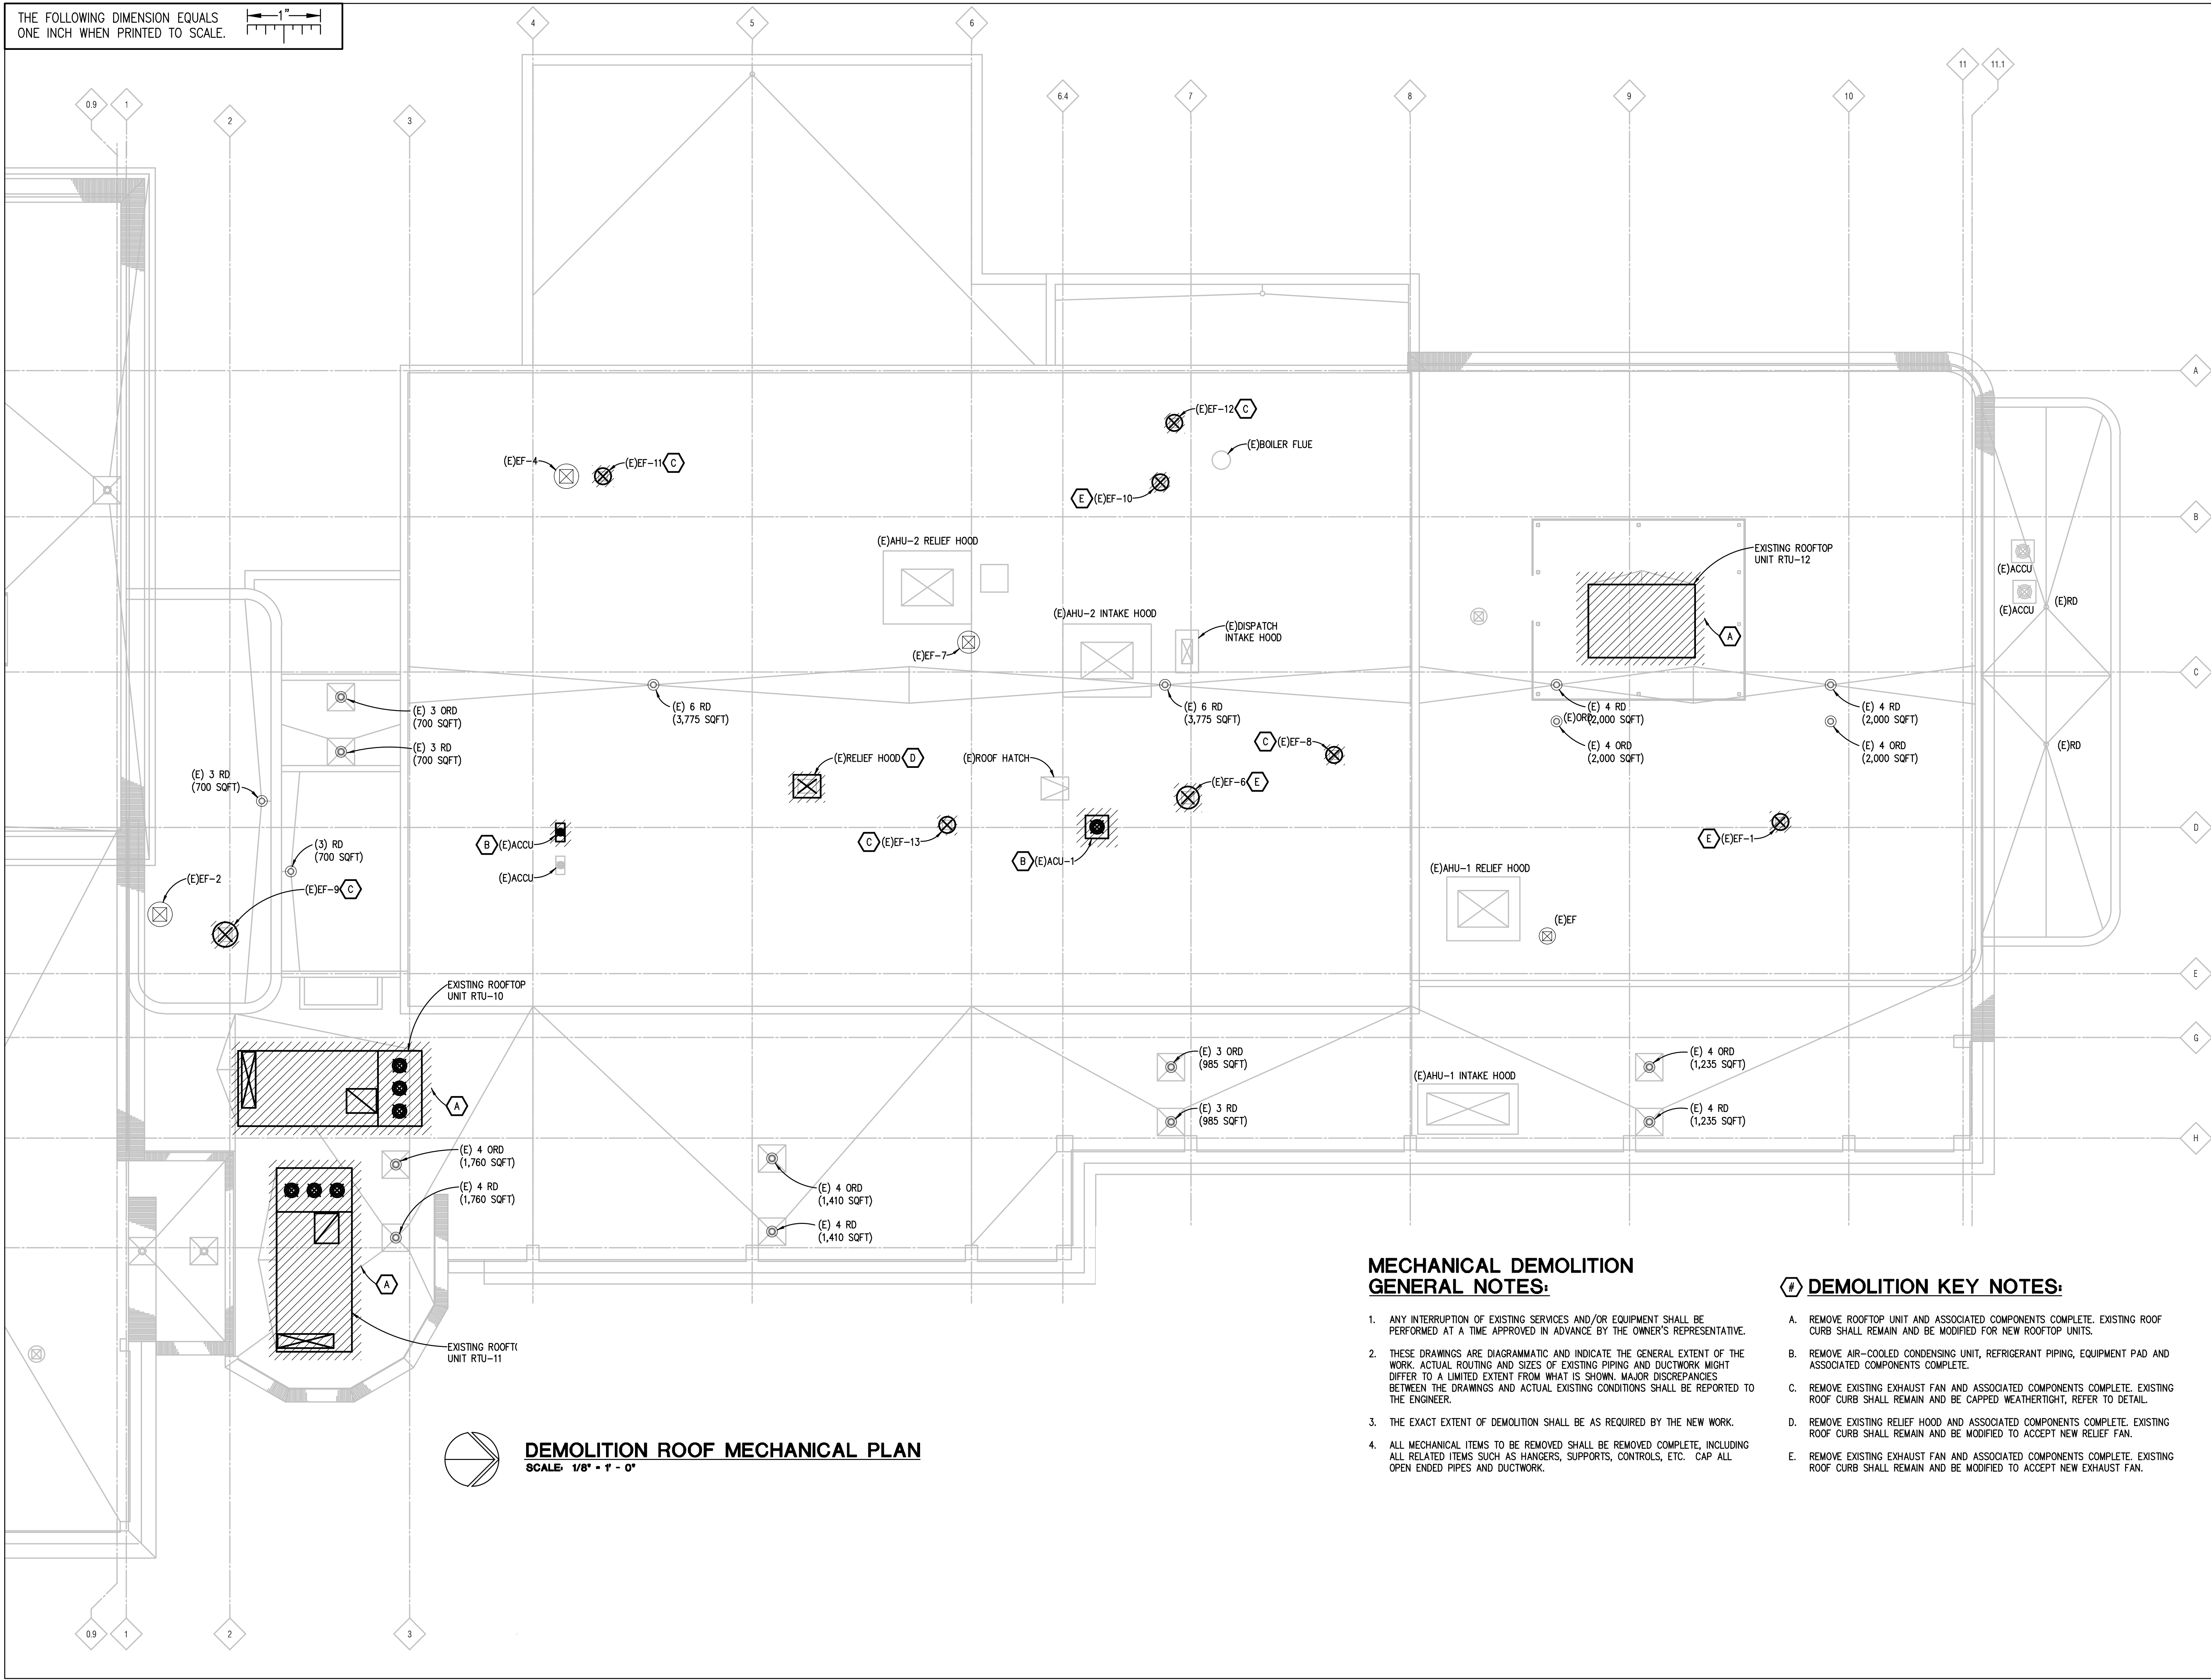 THE FOLLOWING DIMENSION EQUALS
ONE INCH WHEN PRINTED TO SCALE.
1"
4
5
6
11
11.1
6.4
7
8
9
10
0.9
1
2
3
A
(E)EF-12
C
(E)BOILER FLUE
(E)EF-4
(E)EF-11
C
E
(E)EF-10
B
(E)AHU-2 RELIEF HOOD
EXISTING ROOFTOP
UNIT RTU-12
(E)ACCU
(E)ACCU
(E)RD
(E)AHU-2 INTAKE HOOD
(E)DISPATCH
INTAKE HOOD
A
(E)EF-7
C
(E) 3 ORD
(700 SQFT)
(E) 6 RD
(3,775 SQFT)
(E) 6 RD
(3,775 SQFT)
(E) 4 RD
(2,000 SQFT)
(E)ORD
(E) 4 RD
(2,000 SQFT)
(E) 3 RD
(700 SQFT)
C
(E)EF-8
(E) 4 ORD
(2,000 SQFT)
(E) 4 ORD
(2,000 SQFT)
(E)RD
(E) 3 RD
(700 SQFT)
(E)RELIEF HOOD
D
(E)ROOF HATCH
(E)EF-6
E
D
(3) RD
(700 SQFT)
B
(E)ACCU
C
(E)EF-13
B
(E)ACU-1
E
(E)EF-1
(E)EF-2
(E)EF-9
C
(E)ACCU
(E)AHU-1 RELIEF HOOD
(E)EF
E
EXISTING ROOFTOP
UNIT RTU-10
G
(E) 3 ORD
(985 SQFT)
(E) 4 ORD
(1,235 SQFT)
A
(E)AHU-1 INTAKE HOOD
(E) 3 RD
(985 SQFT)
(E) 4 RD
(1,235 SQFT)
H
(E) 4 ORD
(1,760 SQFT)
(E) 4 RD
(1,760 SQFT)
(E) 4 ORD
(1,410 SQFT)
(E) 4 RD
(1,410 SQFT)
A
EXISTING ROOFT
UNIT RTU-11
DEMOLITION ROOF MECHANICAL PLAN
SCALE: 1/8" = 1' - 0"
MECHANICAL DEMOLITION
GENERAL NOTES:
1. ANY INTERRUPTION OF EXISTING SERVICES AND/OR EQUIPMENT SHALL BE
PERFORMED AT A TIME APPROVED IN ADVANCE BY THE OWNER'S REPRESENTATIVE.
2. THESE DRAWINGS ARE DIAGRAMMATIC AND INDICATE THE GENERAL EXTENT OF THE
WORK. ACTUAL ROUTING AND SIZES OF EXISTING PIPING AND DUCTWORK MIGHT
DIFFER TO A LIMITED EXTENT FROM WHAT IS SHOWN. MAJOR DISCREPANCIES
BETWEEN THE DRAWINGS AND ACTUAL EXISTING CONDITIONS SHALL BE REPORTED TO
THE ENGINEER.
3. THE EXACT EXTENT OF DEMOLITION SHALL BE AS REQUIRED BY THE NEW WORK.
4. ALL MECHANICAL ITEMS TO BE REMOVED SHALL BE REMOVED COMPLETE, INCLUDING
ALL RELATED ITEMS SUCH AS HANGERS, SUPPORTS, CONTROLS, ETC. CAP ALL
OPEN ENDED PIPES AND DUCTWORK.
# DEMOLITION KEY NOTES:
A. REMOVE ROOFTOP UNIT AND ASSOCIATED COMPONENTS COMPLETE. EXISTING ROOF
CURB SHALL REMAIN AND BE MODIFIED FOR NEW ROOFTOP UNITS.
B. REMOVE AIR-COOLED CONDENSING UNIT, REFRIGERANT PIPING, EQUIPMENT PAD AND
ASSOCIATED COMPONENTS COMPLETE.
C. REMOVE EXISTING EXHAUST FAN AND ASSOCIATED COMPONENTS COMPLETE. EXISTING
ROOF CURB SHALL REMAIN AND BE CAPPED WEATHERTIGHT, REFER TO DETAIL.
D. REMOVE EXISTING RELIEF HOOD AND ASSOCIATED COMPONENTS COMPLETE. EXISTING
ROOF CURB SHALL REMAIN AND BE MODIFIED TO ACCEPT NEW RELIEF FAN.
E. REMOVE EXISTING EXHAUST FAN AND ASSOCIATED COMPONENTS COMPLETE. EXISTING
ROOF CURB SHALL REMAIN AND BE MODIFIED TO ACCEPT NEW EXHAUST FAN.
0.9
1
2
3